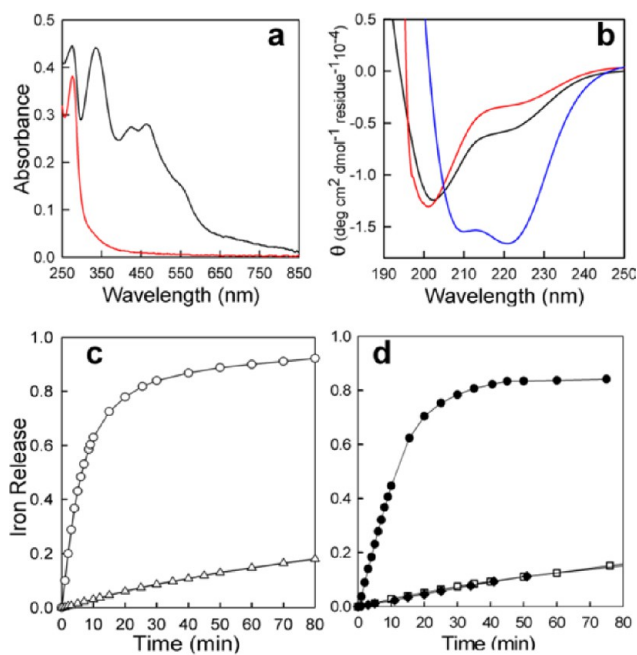 a
0.5
0.4
0.3
0.2
0.1
0.0
Absorbance
250 350 450 550 650 750 850
Wavelength (nm)
b
0.0
-0.5
-1.0
-1.5
θ (deg cm2 dmol-1 residue-1 10-4)
190 200 210 220 230 240 250
Wavelength (nm)
c
1.0
0.8
0.6
0.4
0.2
0.0
Iron Release
0 10 20 30 40 50 60 70 80
Time (min)
d
1.0
0.8
0.6
0.4
0.2
0.0
0 10 20 30 40 50 60 70 80
Time (min)